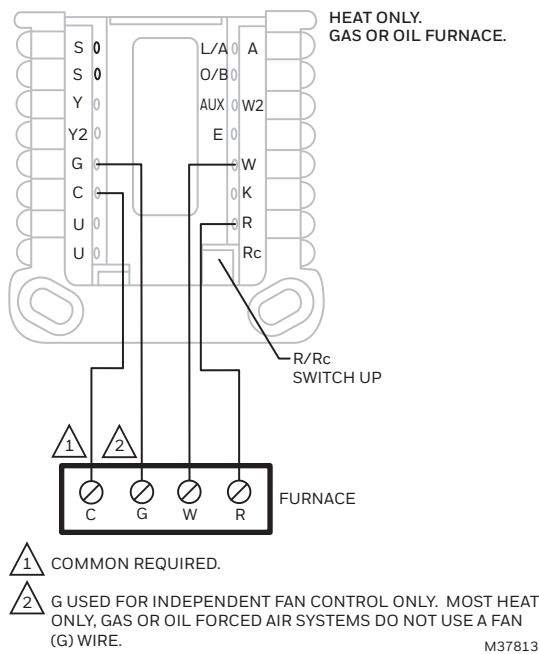 HEAT ONLY.
GAS OR OIL FURNACE.
S L/A A
S O/B
Y AUX W2
Y2 E
G W
C K
U R
U Rc
R/Rc
SWITCH UP
1 2
FURNACE
C G W R
1 COMMON REQUIRED.
2 G USED FOR INDEPENDENT FAN CONTROL ONLY. MOST HEAT
ONLY, GAS OR OIL FORCED AIR SYSTEMS DO NOT USE A FAN
(G) WIRE.
M37813